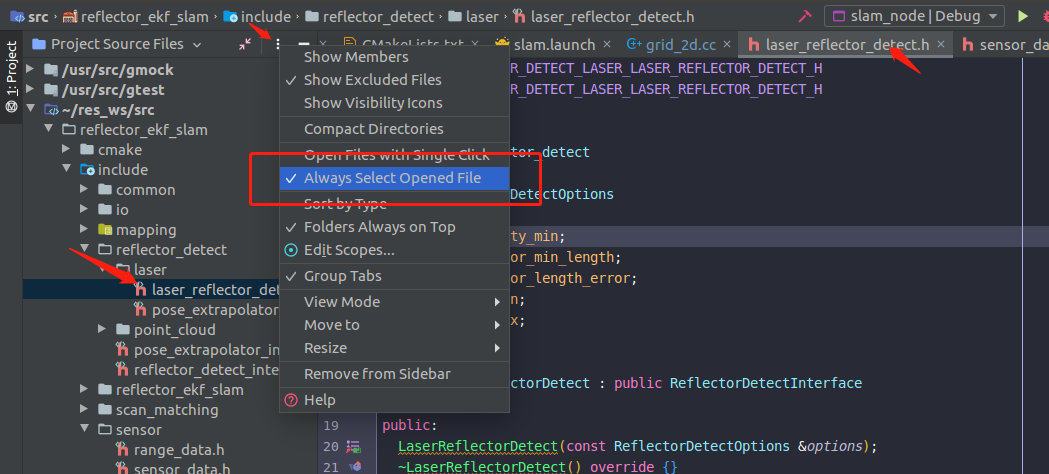 src › reflector_ekf_slam › include › reflector_detect › laser › laser_reflector_detect.h
slam_node | Debug
1: Project
Project Source Files
CMakeLists.txt
slam.launch
grid_2d.cc
laser_reflector_detect.h
sensor_da
/usr/src/gmock
/usr/src/gtest
~/res_ws/src
reflector_ekf_slam
cmake
include
common
io
mapping
reflector_detect
laser
laser_reflector_det
pose_extrapolator
point_cloud
pose_extrapolator_in
reflector_detect_inte
reflector_ekf_slam
scan_matching
sensor
range_data.h
sensor_data.h
Show Members
Show Excluded Files
Show Visibility Icons
Compact Directories
Open Files with Single Click
Always Select Opened File
Sort by Type
Folders Always on Top
Edit Scopes...
Group Tabs
View Mode
Move to
Resize
Remove from Sidebar
Help
R_DETECT_LASER_LASER_REFLECTOR_DETECT_H
R_DETECT_LASER_LASER_REFLECTOR_DETECT_H
tor_detect
DetectOptions
ty_min;
or_min_length;
or_length_error;
n;
x;
ectorDetect : public ReflectorDetectInterface
19 public:
20 LaserReflectorDetect(const ReflectorDetectOptions &options);
21 ~LaserReflectorDetect() override {}